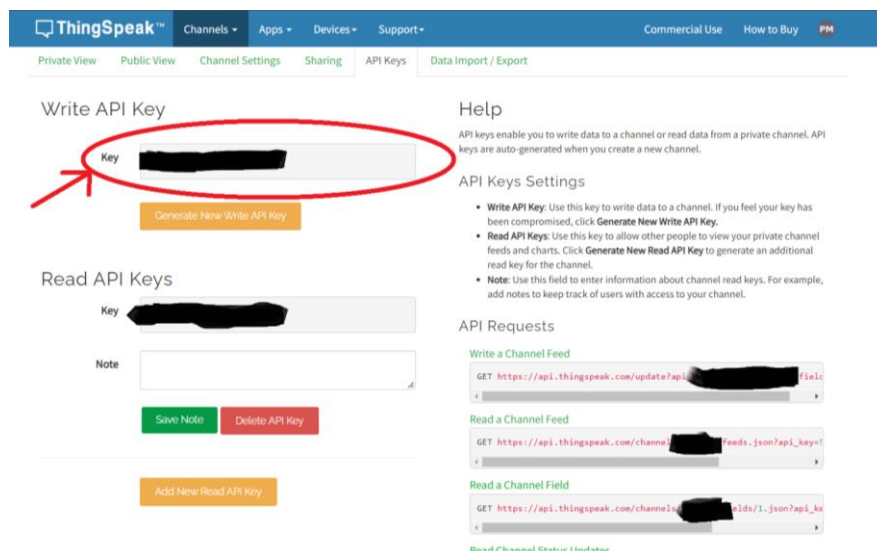 ThingSpeak™
Channels
Apps
Devices
Support
Commercial Use
How to Buy
PM
Private View
Public View
Channel Settings
Sharing
API Keys
Data Import / Export
Write API Key
Key
Generate New Write API Key
Read API Keys
Key
Note
Save Note
Delete API Key
Add New Read API Key
Help
API keys enable you to write data to a channel or read data from a private channel. API
keys are auto-generated when you create a new channel.
API Keys Settings
• Write API Key: Use this key to write data to a channel. If you feel your key has
been compromised, click Generate New Write API Key.
• Read API Keys: Use this key to allow other people to view your private channel
feeds and charts. Click Generate New Read API Key to generate an additional
read key for the channel.
• Note: Use this field to enter information about channel read keys. For example,
add notes to keep track of users with access to your channel.
API Requests
Write a Channel Feed
GET https://api.thingspeak.com/update?api
Read a Channel Feed
GET https://api.thingspeak.com/channel feeds.json?api_key=
Read a Channel Field
GET https://api.thingspeak.com/channels elds/1.json?api_ke
Read Channel Status Updates